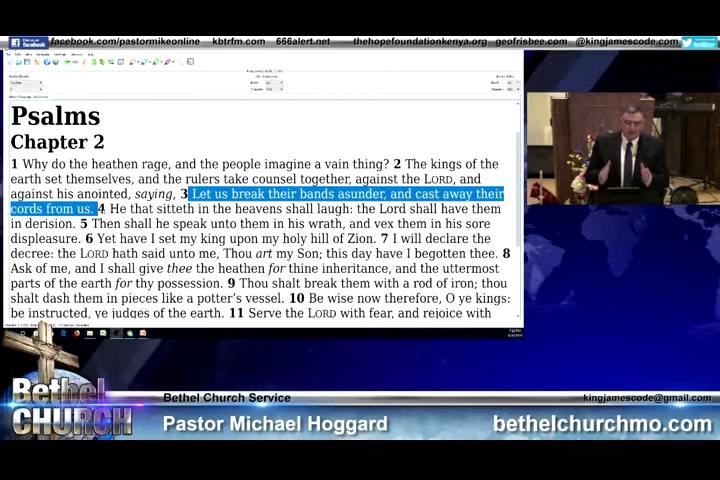 Find us on facebook facebook.com/pastormikeonline kbtrfm.com 666alert.net thehopefoundationkenya.org geofrisbee.com @kingjamescode.com twitter
Psalms
Chapter 2
1 Why do the heathen rage, and the people imagine a vain thing? 2 The kings of the
earth set themselves, and the rulers take counsel together, against the LORD, and
against his anointed, saying, 3 Let us break their bands asunder, and cast away their
cords from us. 4 He that sitteth in the heavens shall laugh: the Lord shall have them
in derision. 5 Then shall he speak unto them in his wrath, and vex them in his sore
displeasure. 6 Yet have I set my king upon my holy hill of Zion. 7 I will declare the
decree: the LORD hath said unto me, Thou art my Son; this day have I begotten thee. 8
Ask of me, and I shall give thee the heathen for thine inheritance, and the uttermost
parts of the earth for thy possession. 9 Thou shalt break them with a rod of iron; thou
shalt dash them in pieces like a potter's vessel. 10 Be wise now therefore, O ye kings:
be instructed, ye judges of the earth. 11 Serve the LORD with fear, and rejoice with
Bethel
CHURCH
Bethel Church Service kingjamescode@gmail.com
Pastor Michael Hoggard bethelchurchmo.com